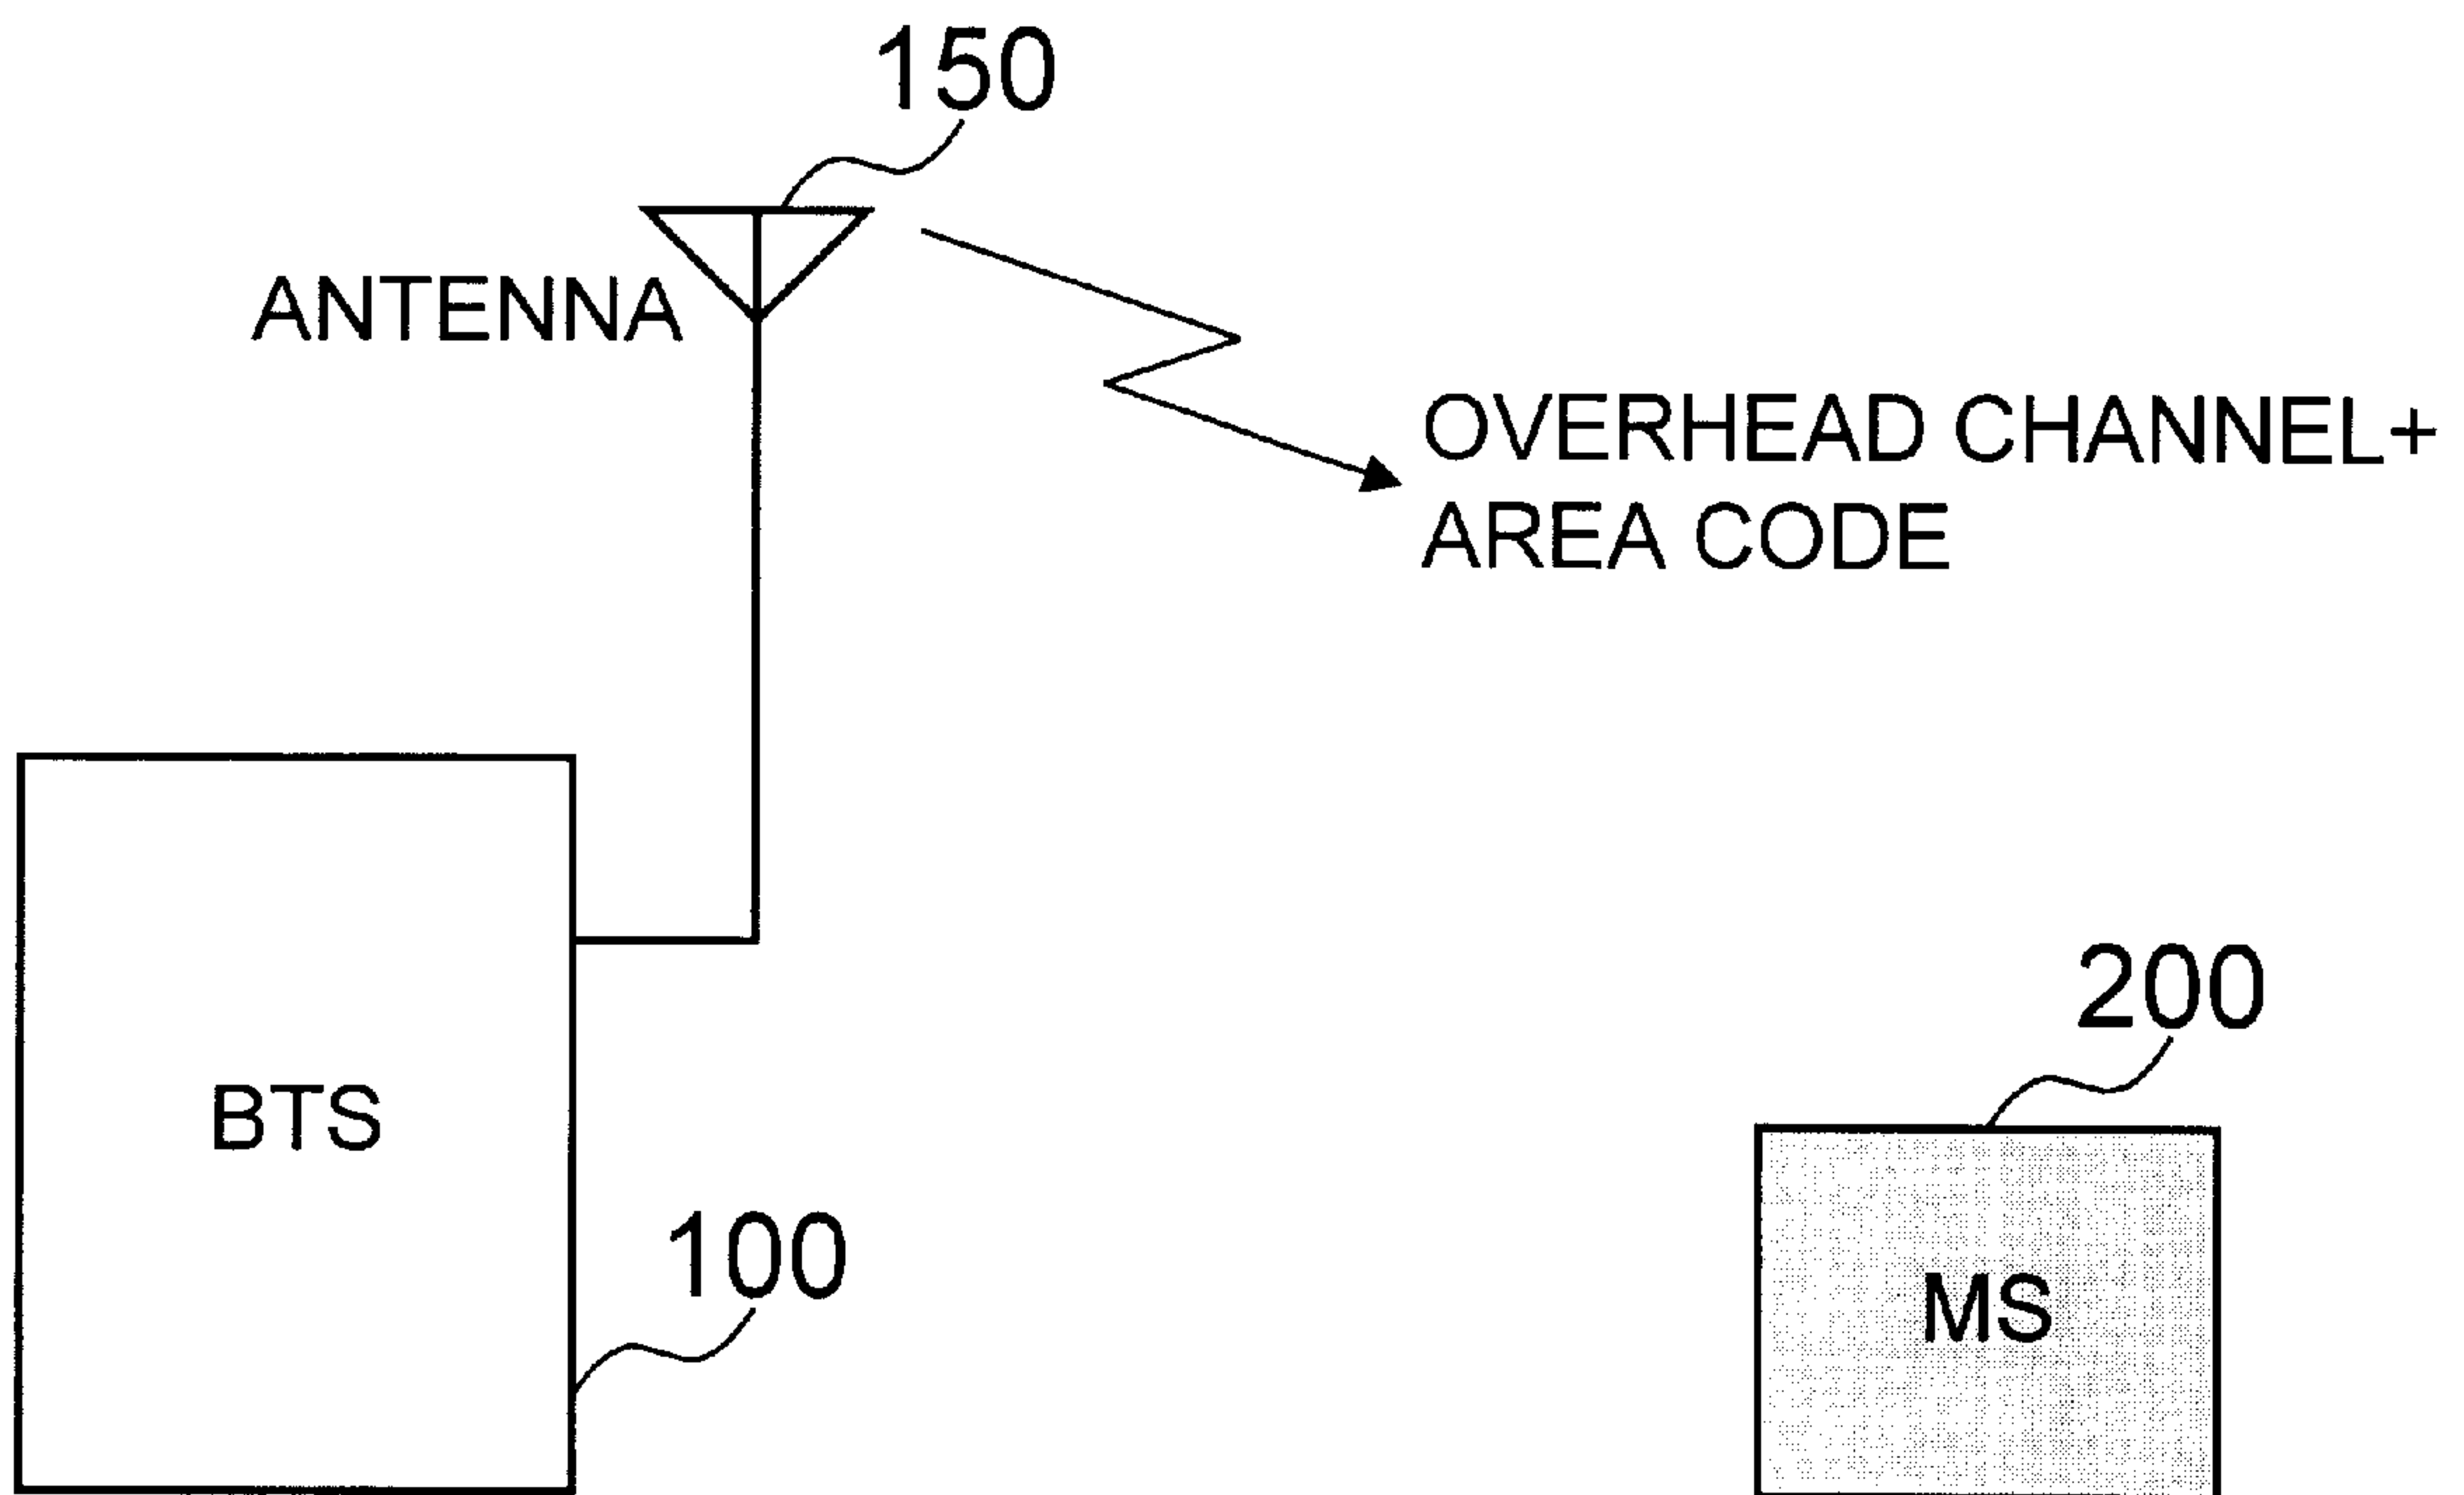 150
ANTENNA
OVERHEAD CHANNEL+
AREA CODE
200
BTS
100
MS